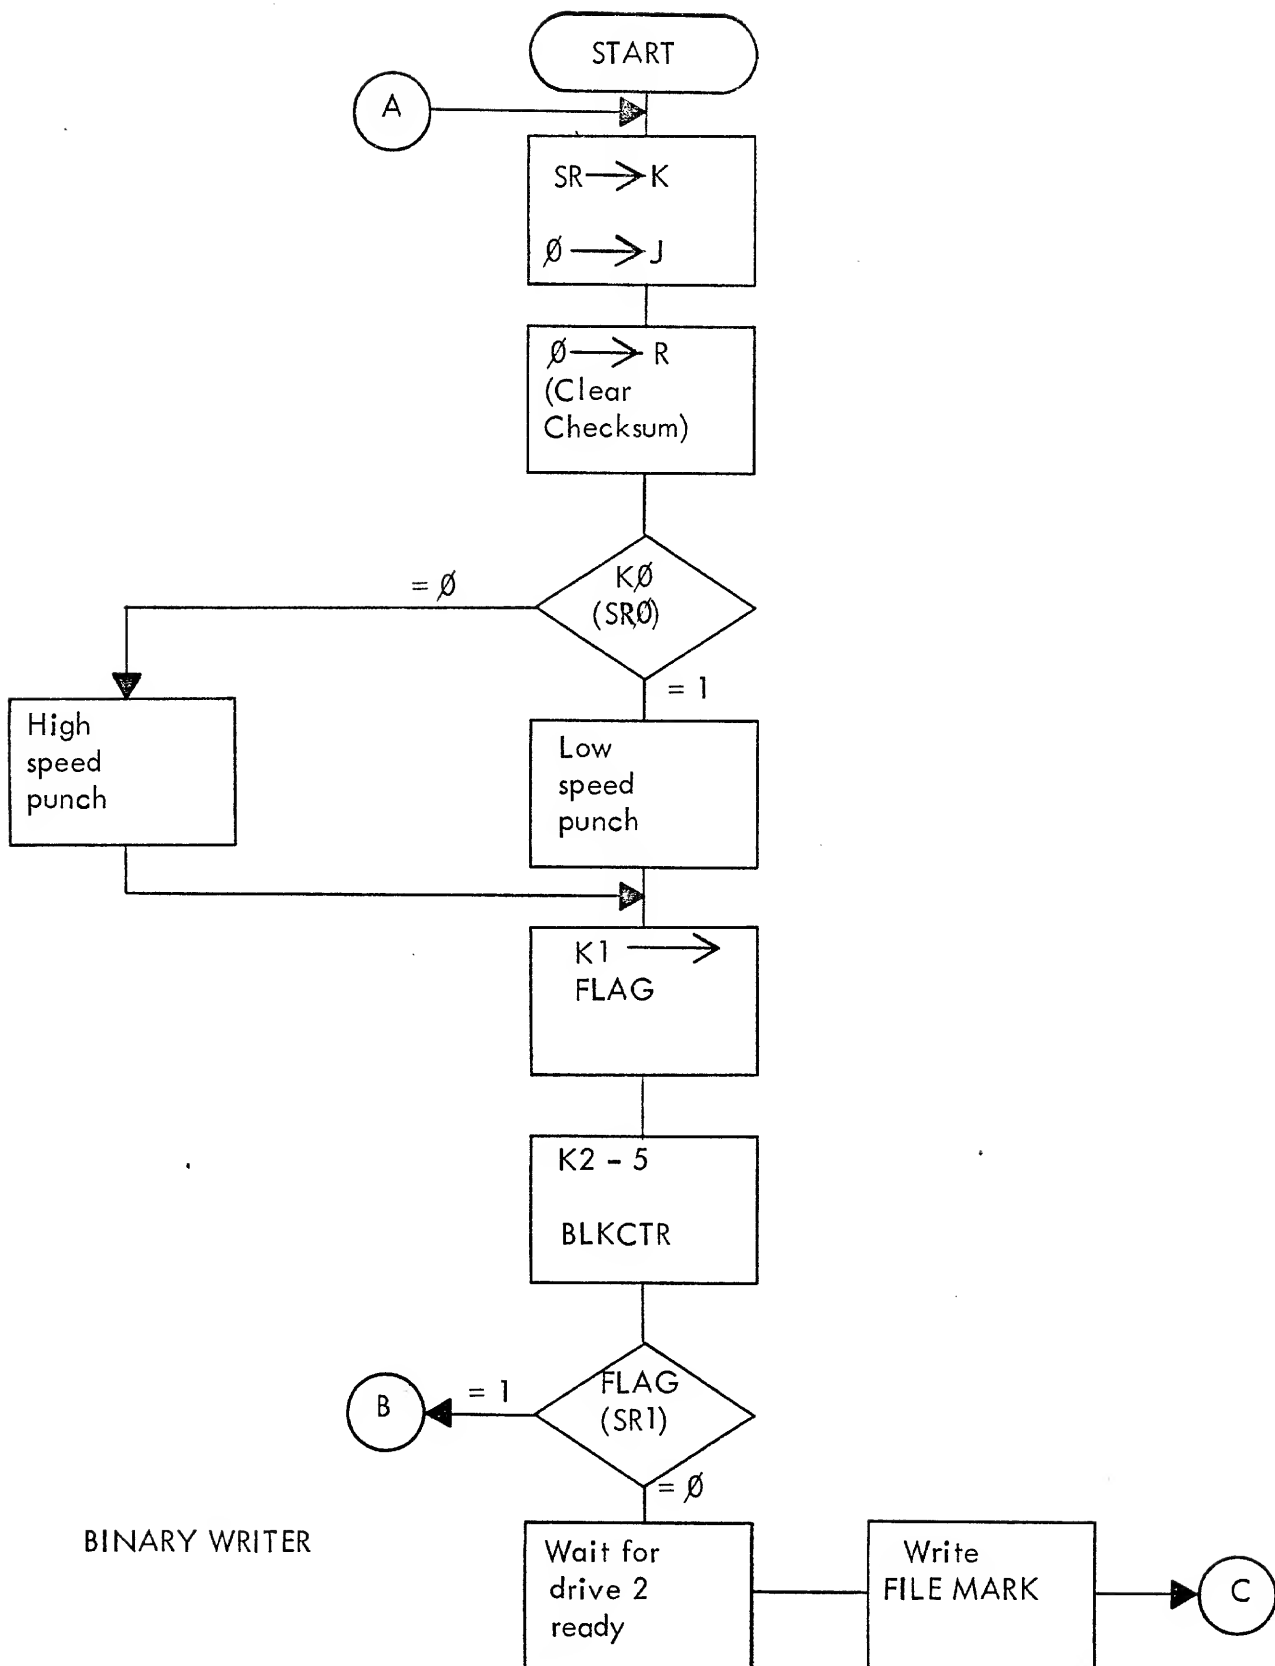 START
A
SR → K
Ø → J
Ø → R
(Clear
Checksum)
= Ø
KØ
(SRØ)
= 1
High
speed
punch
Low
speed
punch
K1 →
FLAG
K2 - 5
BLKCTR
B
= 1
FLAG
(SR1)
= Ø
BINARY WRITER
Wait for
drive 2
ready
Write
FILE MARK
C